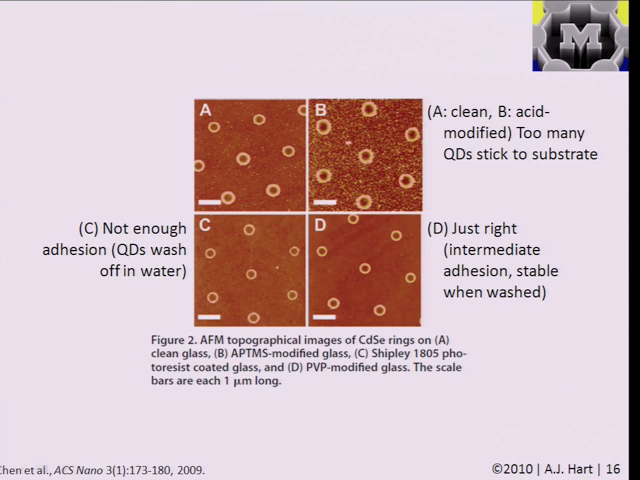 M
A
B
(A: clean, B: acid-
modified) Too many
QDs stick to substrate
(C) Not enough
adhesion (QDs wash
off in water)
C
D
(D) Just right
(intermediate
adhesion, stable
when washed)
Figure 2. AFM topographical images of CdSe rings on (A)
clean glass, (B) APTMS-modified glass, (C) Shipley 1805 pho-
toresist coated glass, and (D) PVP-modified glass. The scale
bars are each 1 μm long.
Chen et al., ACS Nano 3(1):173-180, 2009.
©2010 | A.J. Hart | 16